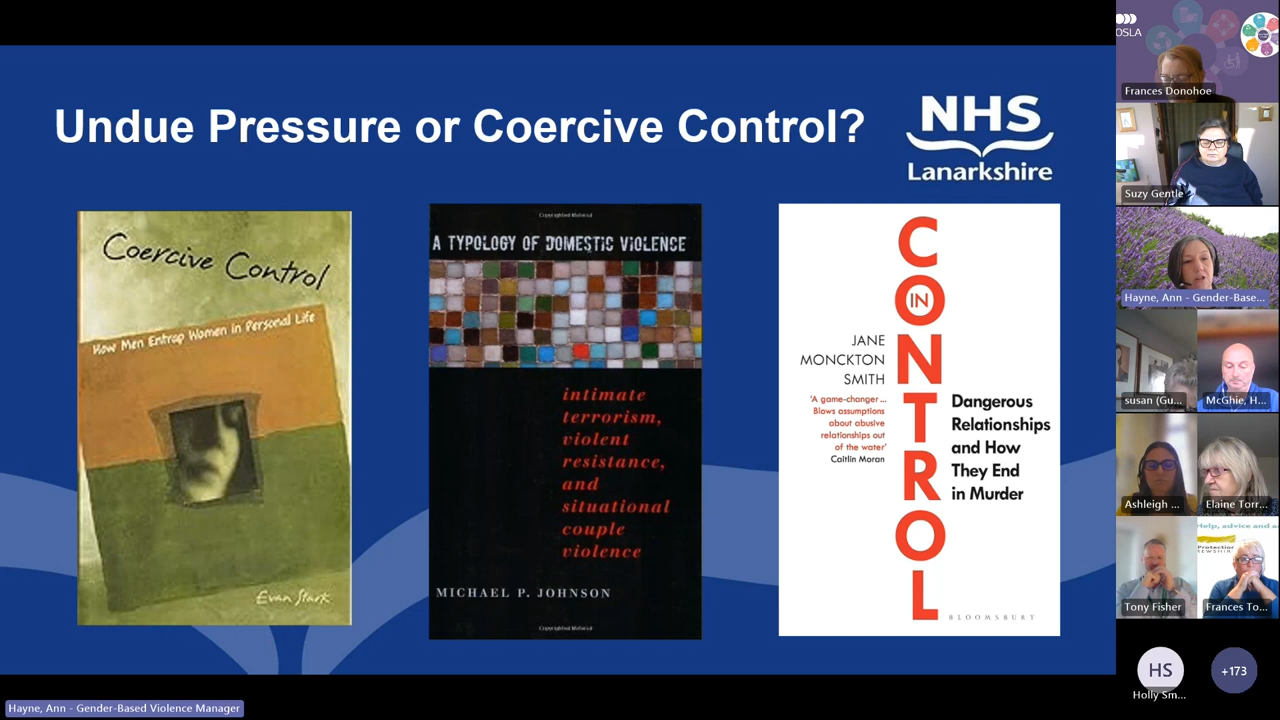 Undue Pressure or Coercive Control?
NHS
Lanarkshire
Coercive Control
How Men Entrap Women in Personal Life
Evan Stark
Copyrighted Material
A TYPOLOGY OF DOMESTIC VIOLENCE
intimate
terrorism,
violent
resistance,
and
situational
couple
violence
MICHAEL P. JOHNSON
Copyrighted Material
IN
CONTROL
JANE
MONCKTON
SMITH
'A game-changer ...
Blows assumptions
about abusive
relationships out
of the water'
Caitlin Moran
Dangerous
Relationships
and How
They End
in Murder
BLOOMSBURY
OSLA
Frances Donohoe
Suzy Gentle
Hayne, Ann - Gender-Base...
susan (Gu...
McGhie, H...
Ashleigh ...
Elaine Torr...
Help, advice and a
Protection
Tony Fisher
Frances To...
HS
+173
Holly Sm...
Hayne, Ann - Gender-Based Violence Manager